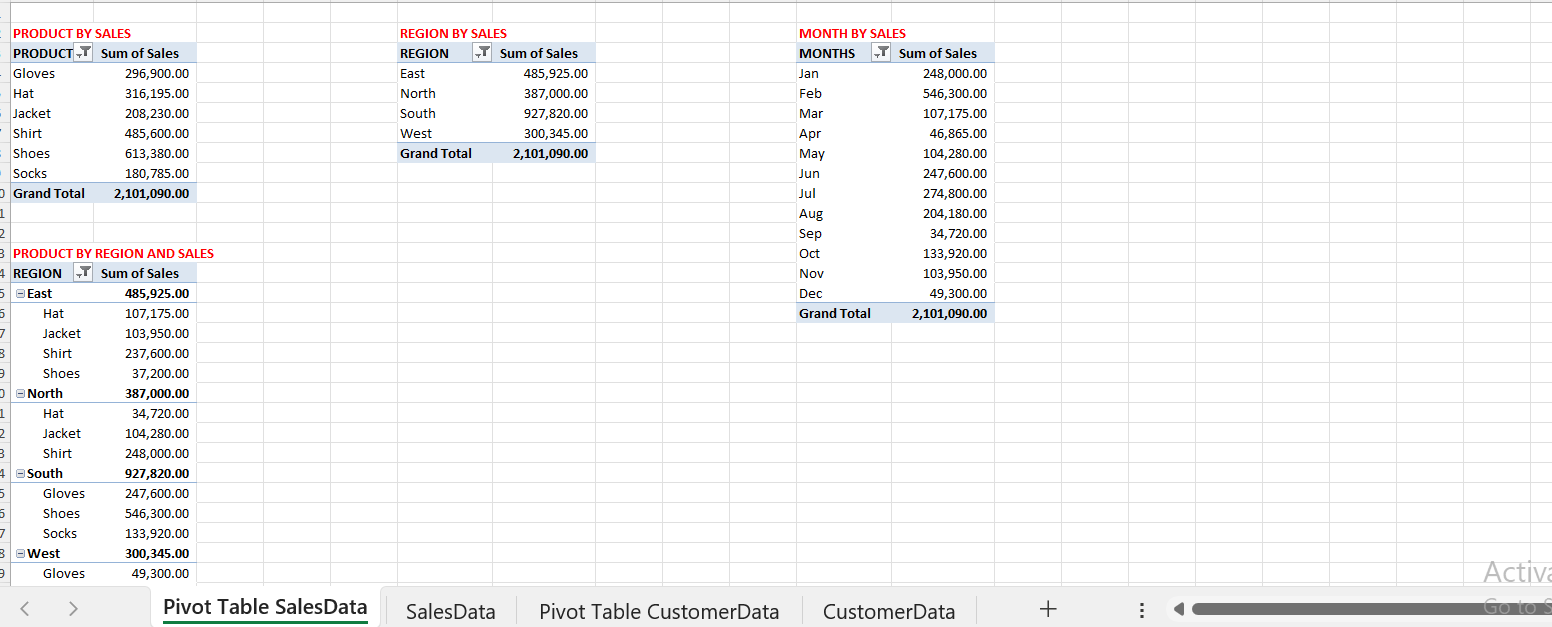 PRODUCT BY SALES
PRODUCT Sum of Sales
Gloves 296,900.00
Hat 316,195.00
Jacket 208,230.00
Shirt 485,600.00
Shoes 613,380.00
Socks 180,785.00
Grand Total 2,101,090.00
REGION BY SALES
REGION Sum of Sales
East 485,925.00
North 387,000.00
South 927,820.00
West 300,345.00
Grand Total 2,101,090.00
MONTH BY SALES
MONTHS Sum of Sales
Jan 248,000.00
Feb 546,300.00
Mar 107,175.00
Apr 46,865.00
May 104,280.00
Jun 247,600.00
Jul 274,800.00
Aug 204,180.00
Sep 34,720.00
Oct 133,920.00
Nov 103,950.00
Dec 49,300.00
Grand Total 2,101,090.00
PRODUCT BY REGION AND SALES
REGION Sum of Sales
East 485,925.00
Hat 107,175.00
Jacket 103,950.00
Shirt 237,600.00
Shoes 37,200.00
North 387,000.00
Hat 34,720.00
Jacket 104,280.00
Shirt 248,000.00
South 927,820.00
Gloves 247,600.00
Shoes 546,300.00
Socks 133,920.00
West 300,345.00
Gloves 49,300.00
Pivot Table SalesData SalesData Pivot Table CustomerData CustomerData
Go to